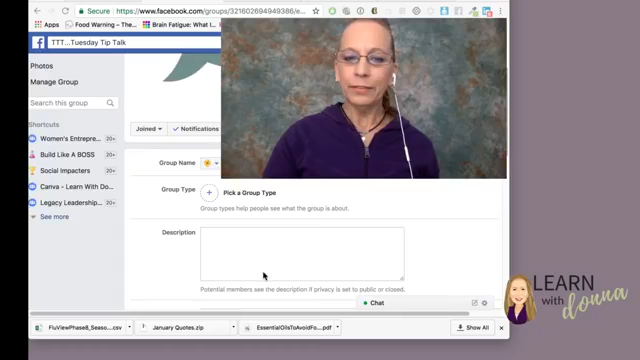 https://www.facebook.com/groups/321602694949386/e...
Apps
Food Warning – The...
Brain Fatigue: What I...
TTT...Tuesday Tip Talk
Photos
Manage Group
Search this group
Shortcuts
Women's Entrepre... 20+
Build Like A BOSS 20+
Social Impacters 20+
Canva - Learn With Do... 20+
Legacy Leadership... 20+
See more
Joined
Notifications
Group Name
Group Type
Pick a Group Type
Group types help people see what the group is about.
Description
Potential members see the description if privacy is set to public or closed.
Chat
LEARN
with
donna
FluViewPhase8_Seaso....csv
January Quotes.zip
EssentialOilsToAvoidFo....pdf
Show All